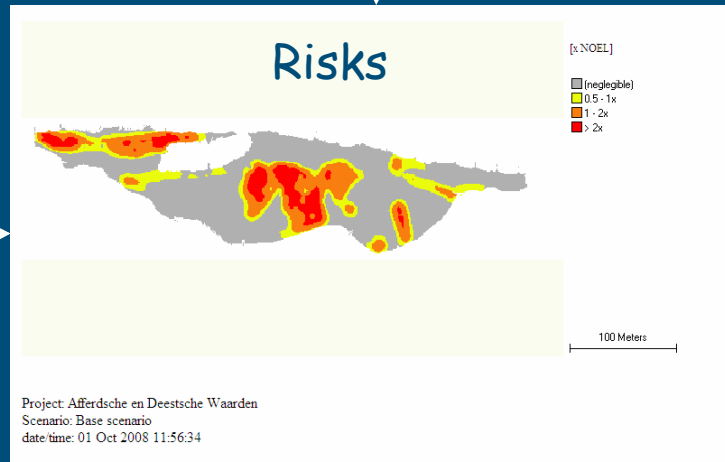 Risks
[x NOEL]
(neglegible)
0.5 - 1x
1 - 2x
> 2x
100 Meters
Project: Afferdsche en Deestsche Waarden
Scenario: Base scenario
date/time: 01 Oct 2008 11:56:34